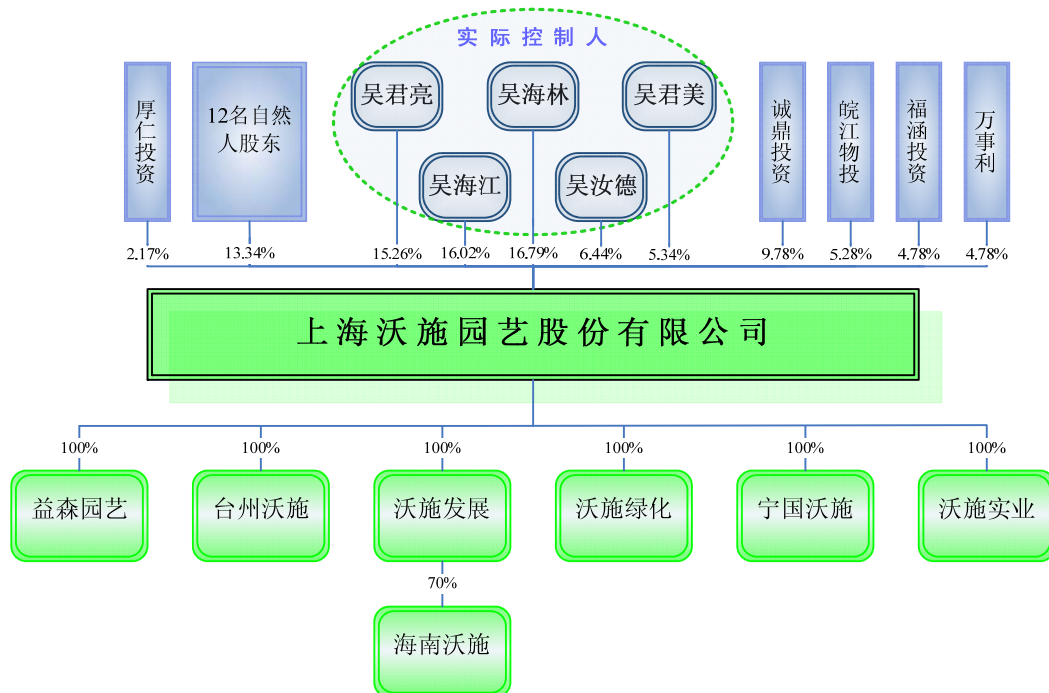 实际控制人
厚仁投资
12名自然
人股东
吴君亮
吴海林
吴君美
吴海江
吴汝德
诚鼎投资
皖江物投
福涵投资
万事利
2.17%
13.34%
15.26%
16.02%
16.79%
6.44%
5.34%
9.78%
5.28%
4.78%
4.78%
上海沃施园艺股份有限公司
100%
100%
100%
100%
100%
100%
益森园艺
台州沃施
沃施发展
沃施绿化
宁国沃施
沃施实业
70%
海南沃施